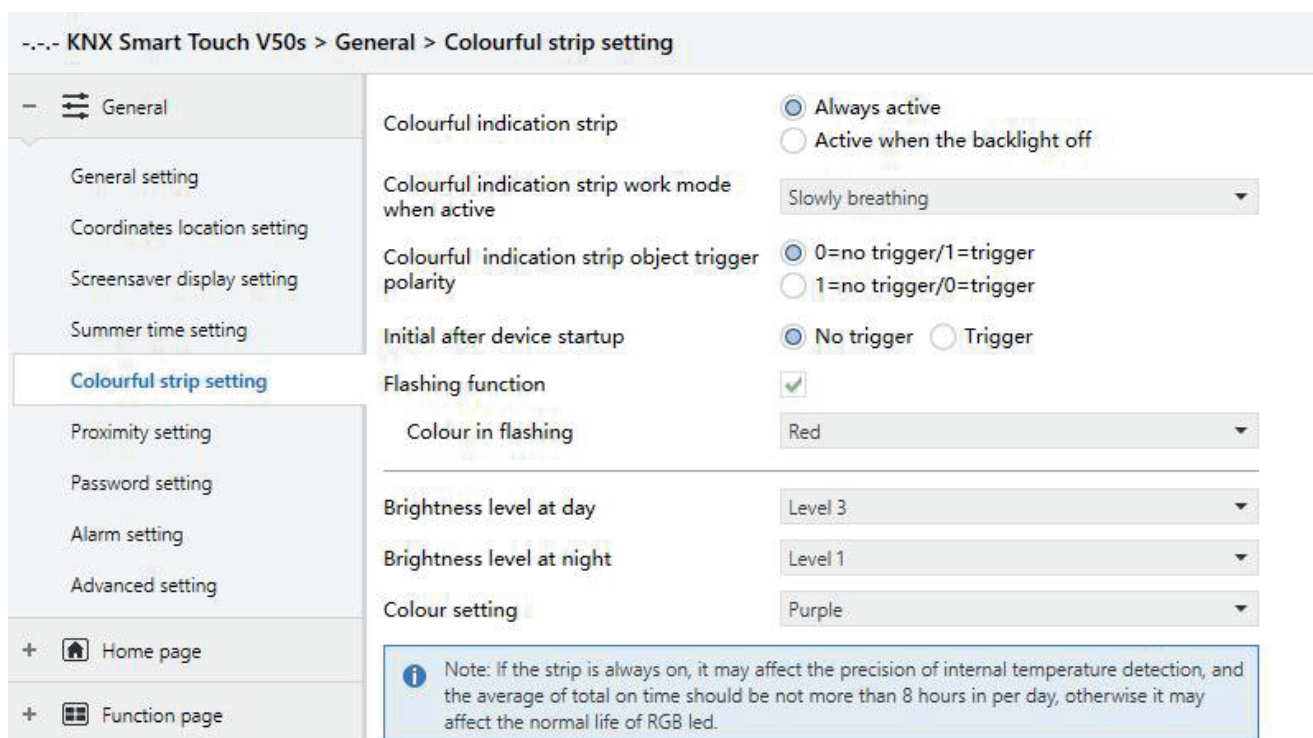 -.-.- KNX Smart Touch V50s > General > Colourful strip setting
General
General setting
Coordinates location setting
Screensaver display setting
Summer time setting
Colourful strip setting
Proximity setting
Password setting
Alarm setting
Advanced setting
Home page
Function page
Colourful indication strip
Always active
Active when the backlight off
Colourful indication strip work mode
when active
Slowly breathing
Colourful indication strip object trigger
polarity
0=no trigger/1=trigger
1=no trigger/0=trigger
Initial after device startup
No trigger
Trigger
Flashing function
Colour in flashing
Red
Brightness level at day
Level 3
Brightness level at night
Level 1
Colour setting
Purple
Note: If the strip is always on, it may affect the precision of internal temperature detection, and
the average of total on time should be not more than 8 hours in per day, otherwise it may
affect the normal life of RGB led.